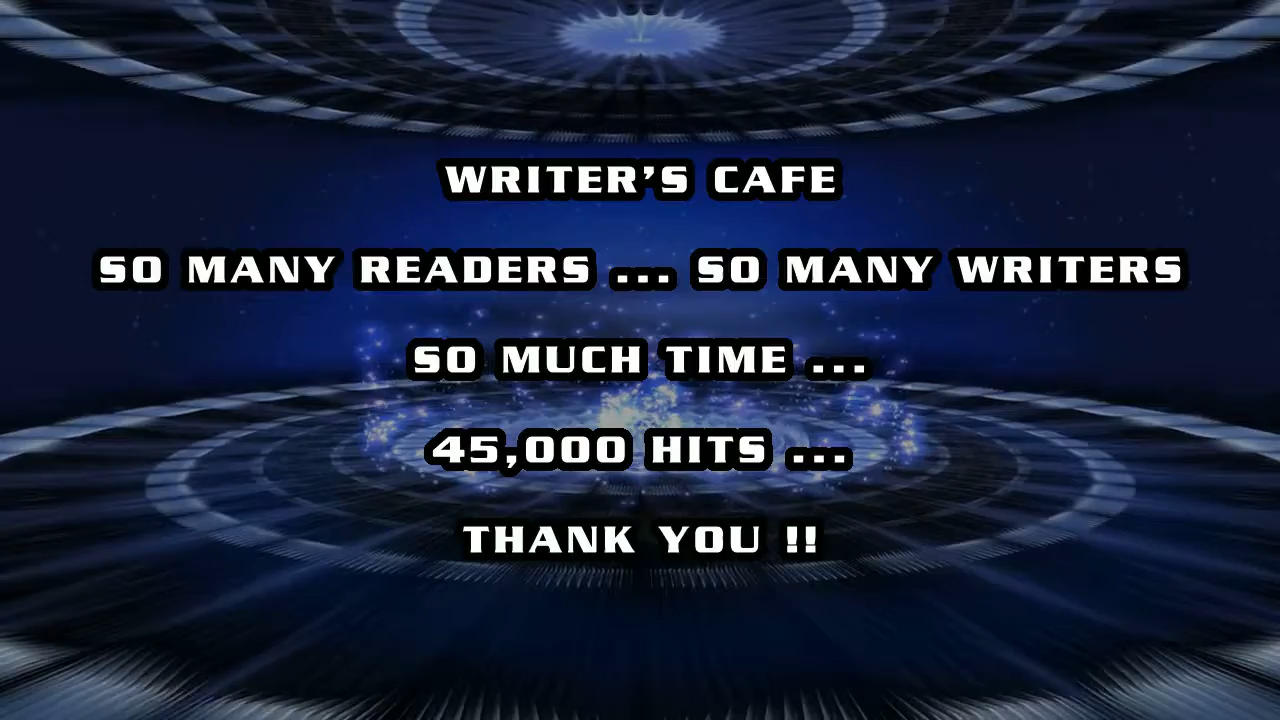 WRITER'S CAFE
SO MANY READERS ... SO MANY WRITERS
SO MUCH TIME ...
45,000 HITS ...
THANK YOU !!